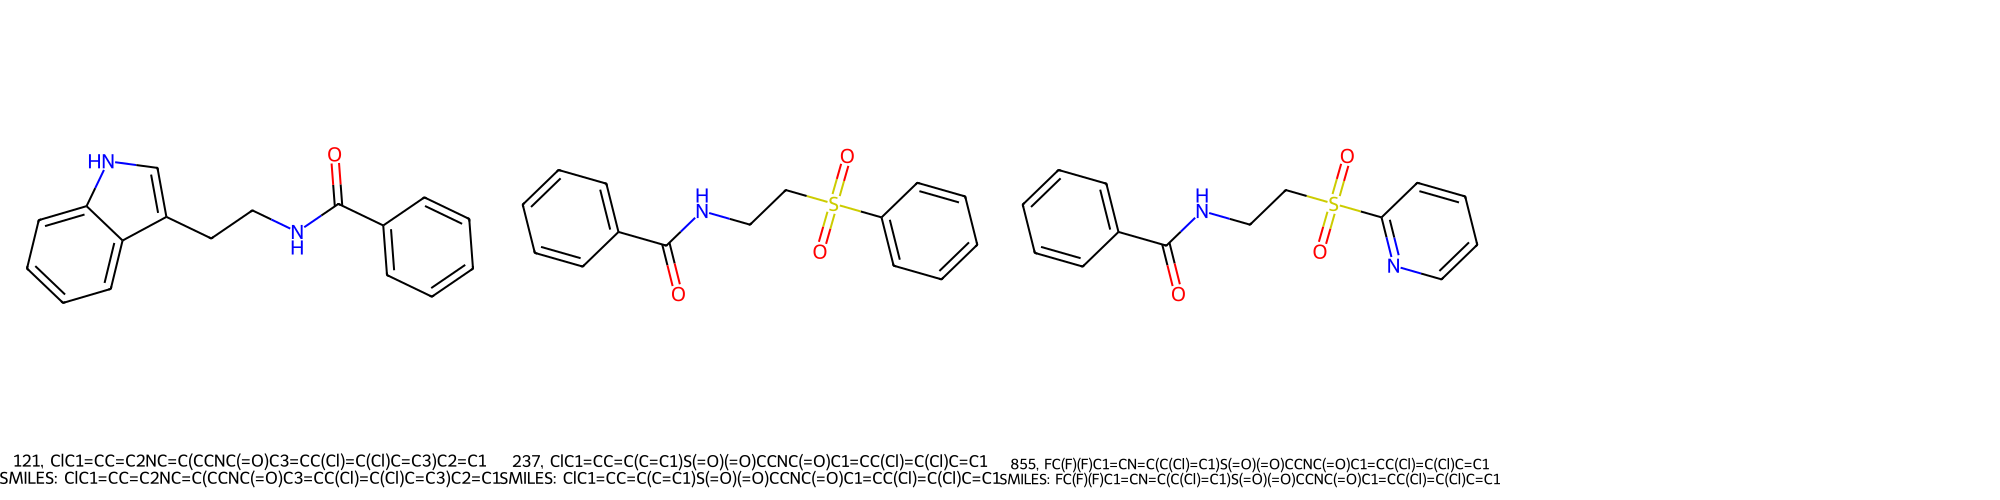 HN
O
N
H
H
N
O
S
O
O
H
N
O
S
O
O
N
121, ClC1=CC=C2NC=C(CCNC(=O)C3=CC(Cl)=C(Cl)C=C3)C2=C1
SMILES: ClC1=CC=C2NC=C(CCNC(=O)C3=CC(Cl)=C(Cl)C=C3)C2=C1
237, ClC1=CC=C(C=C1)S(=O)(=O)CCNC(=O)C1=CC(Cl)=C(Cl)C=C1
SMILES: ClC1=CC=C(C=C1)S(=O)(=O)CCNC(=O)C1=CC(Cl)=C(Cl)C=C1
855, FC(F)(F)C1=CN=C(C(Cl)=C1)S(=O)(=O)CCNC(=O)C1=CC(Cl)=C(Cl)C=C1
SMILES: FC(F)(F)C1=CN=C(C(Cl)=C1)S(=O)(=O)CCNC(=O)C1=CC(Cl)=C(Cl)C=C1